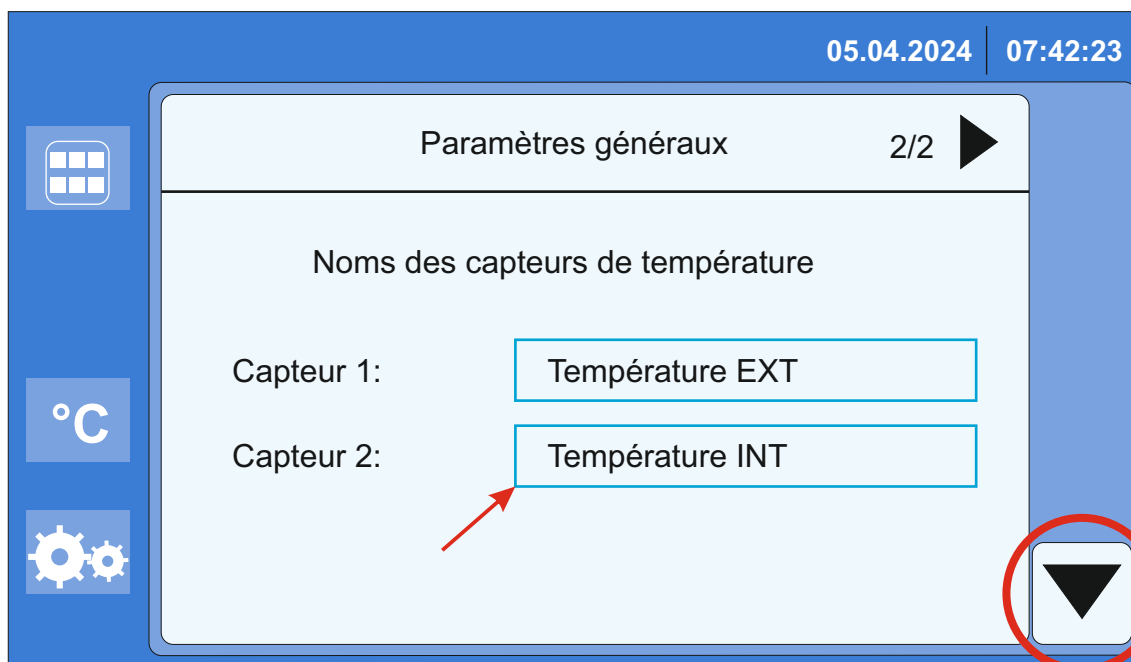 05.04.2024 07:42:23
Paramètres généraux 2/2
Noms des capteurs de température
Capteur 1: Température EXT
°C
Capteur 2: Température INT